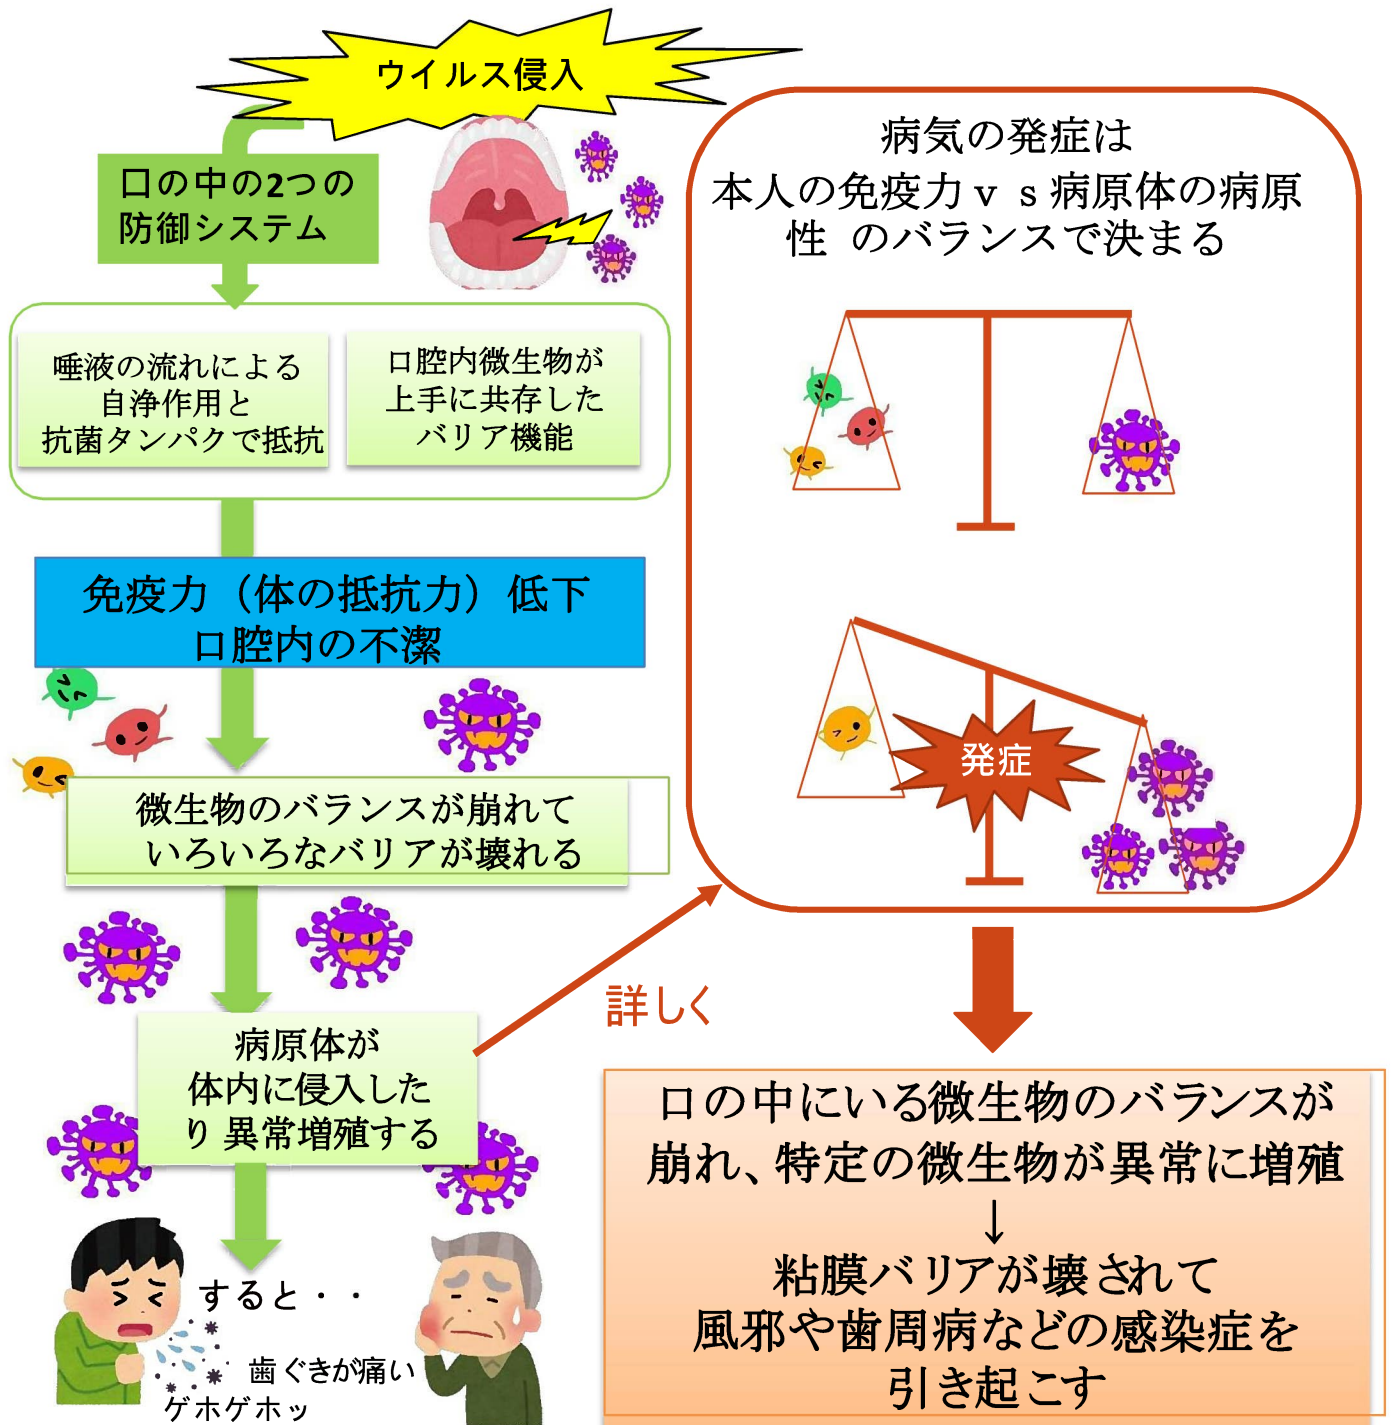 ウイルス侵入
口の中の2つの
防御システム
唾液の流れによる
自浄作用と
抗菌タンパクで抵抗
口腔内微生物が
上手に共存した
バリア機能
免疫力（体の抵抗力）低下
口腔内の不潔
微生物のバランスが崩れて
いろいろなバリアが壊れる
病原体が
体内に侵入した
り 異常増殖する
すると・・
歯ぐきが痛い
ゲホゲホッ
詳しく
病気の発症は
本人の免疫力ｖｓ病原体の病原
性 のバランスで決まる
発症
口の中にいる微生物のバランスが
崩れ、特定の微生物が異常に増殖
↓
粘膜バリアが壊されて
風邪や歯周病などの感染症を
引き起こす